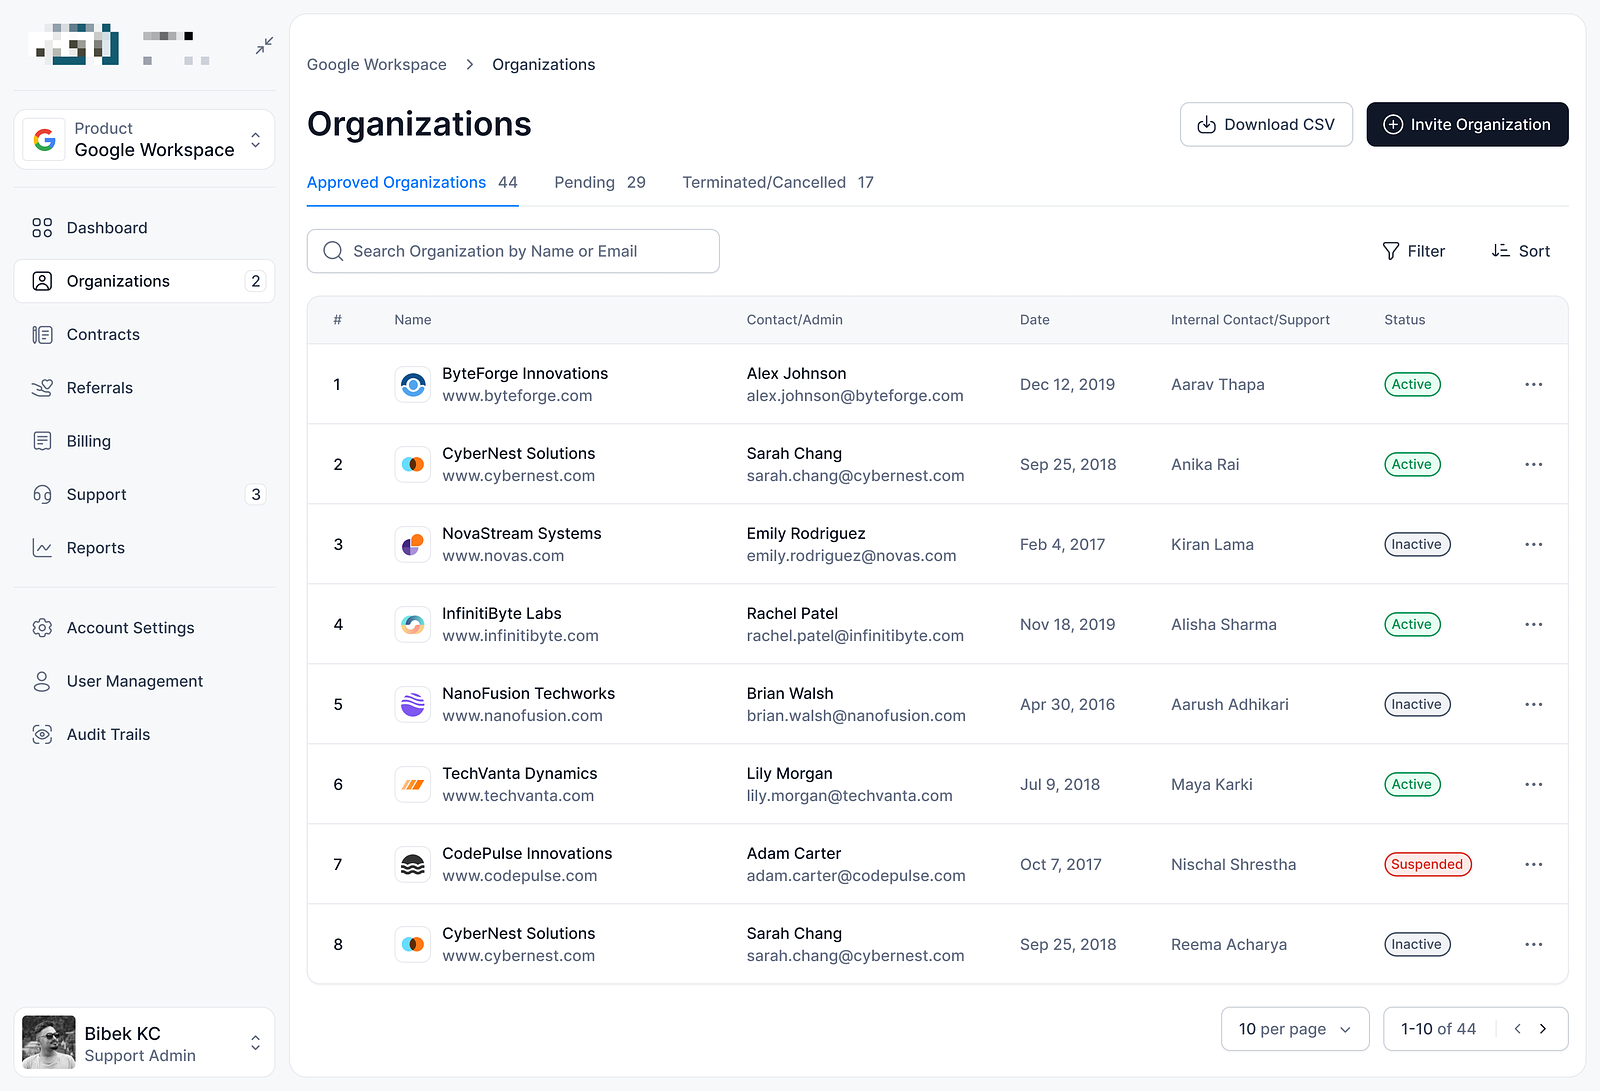 Product
Google Workspace
Dashboard
Organizations 2
Contracts
Referrals
Billing
Support 3
Reports
Account Settings
User Management
Audit Trails
Bibek KC
Support Admin
Google Workspace > Organizations
Organizations
Download CSV
Invite Organization
Approved Organizations 44 Pending 29 Terminated/Cancelled 17
Search Organization by Name or Email
Filter
Sort
# Name Contact/Admin Date Internal Contact/Support Status
1 ByteForge Innovations Alex Johnson Dec 12, 2019 Aarav Thapa Active
www.byteforge.com alex.johnson@byteforge.com
2 CyberNest Solutions Sarah Chang Sep 25, 2018 Anika Rai Active
www.cybernest.com sarah.chang@cybernest.com
3 NovaStream Systems Emily Rodriguez Feb 4, 2017 Kiran Lama Inactive
www.novas.com emily.rodriguez@novas.com
4 InfinitiByte Labs Rachel Patel Nov 18, 2019 Alisha Sharma Active
www.infinitibyte.com rachel.patel@infinitibyte.com
5 NanoFusion Techworks Brian Walsh Apr 30, 2016 Aarush Adhikari Inactive
www.nanofusion.com brian.walsh@nanofusion.com
6 TechVanta Dynamics Lily Morgan Jul 9, 2018 Maya Karki Active
www.techvanta.com lily.morgan@techvanta.com
7 CodePulse Innovations Adam Carter Oct 7, 2017 Nischal Shrestha Suspended
www.codepulse.com adam.carter@codepulse.com
8 CyberNest Solutions Sarah Chang Sep 25, 2018 Reema Acharya Inactive
www.cybernest.com sarah.chang@cybernest.com
10 per page
1-10 of 44